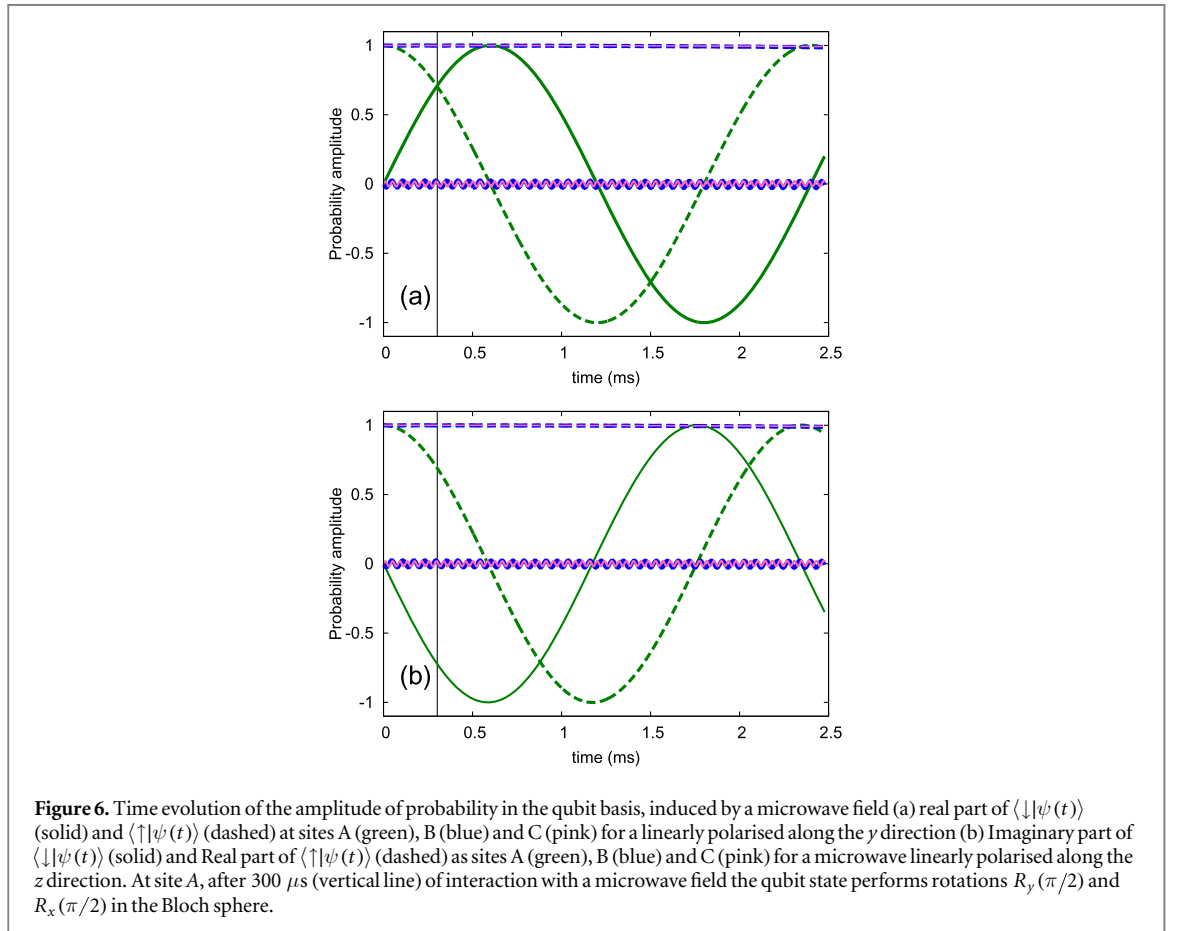 1
0.5
0
-0.5
-1
Probability amplitude
(a)
0 0.5 1 1.5 2 2.5
time (ms)
1
0.5
0
-0.5
-1
Probability amplitude
(b)
0 0.5 1 1.5 2 2.5
time (ms)
Figure 6. Time evolution of the amplitude of probability in the qubit basis, induced by a microwave field (a) real part of ⟨↓|ψ(t)⟩
(solid) and ⟨↑|ψ(t)⟩ (dashed) at sites A (green), B (blue) and C (pink) for a linearly polarised along the y direction (b) Imaginary part of
⟨↓|ψ(t)⟩ (solid) and Real part of ⟨↑|ψ(t)⟩ (dashed) as sites A (green), B (blue) and C (pink) for a microwave linearly polarised along the
z direction. At site A, after 300 μs (vertical line) of interaction with a microwave field the qubit state performs rotations R_y(π/2) and
R_x(π/2) in the Bloch sphere.